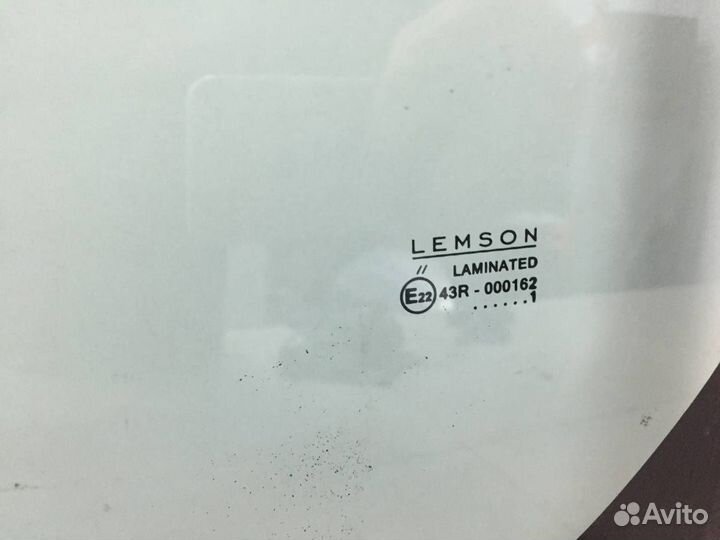 LEMSON
// LAMINATED
E22 43R - 000162
. . . . . . 1
Avito